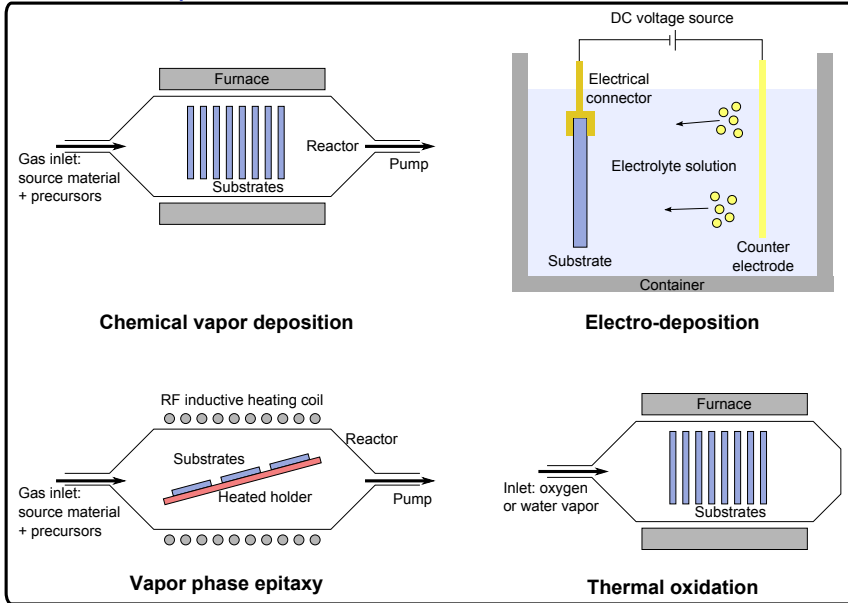 Furnace
Reactor
Gas inlet:
source material
+ precursors
Substrates
Pump
Chemical vapor deposition
DC voltage source
Electrical
connector
Electrolyte solution
Substrate
Counter
electrode
Container
Electro-deposition
RF inductive heating coil
Reactor
Substrates
Heated holder
Gas inlet:
source material
+ precursors
Pump
Vapor phase epitaxy
Furnace
Inlet: oxygen
or water vapor
Substrates
Thermal oxidation